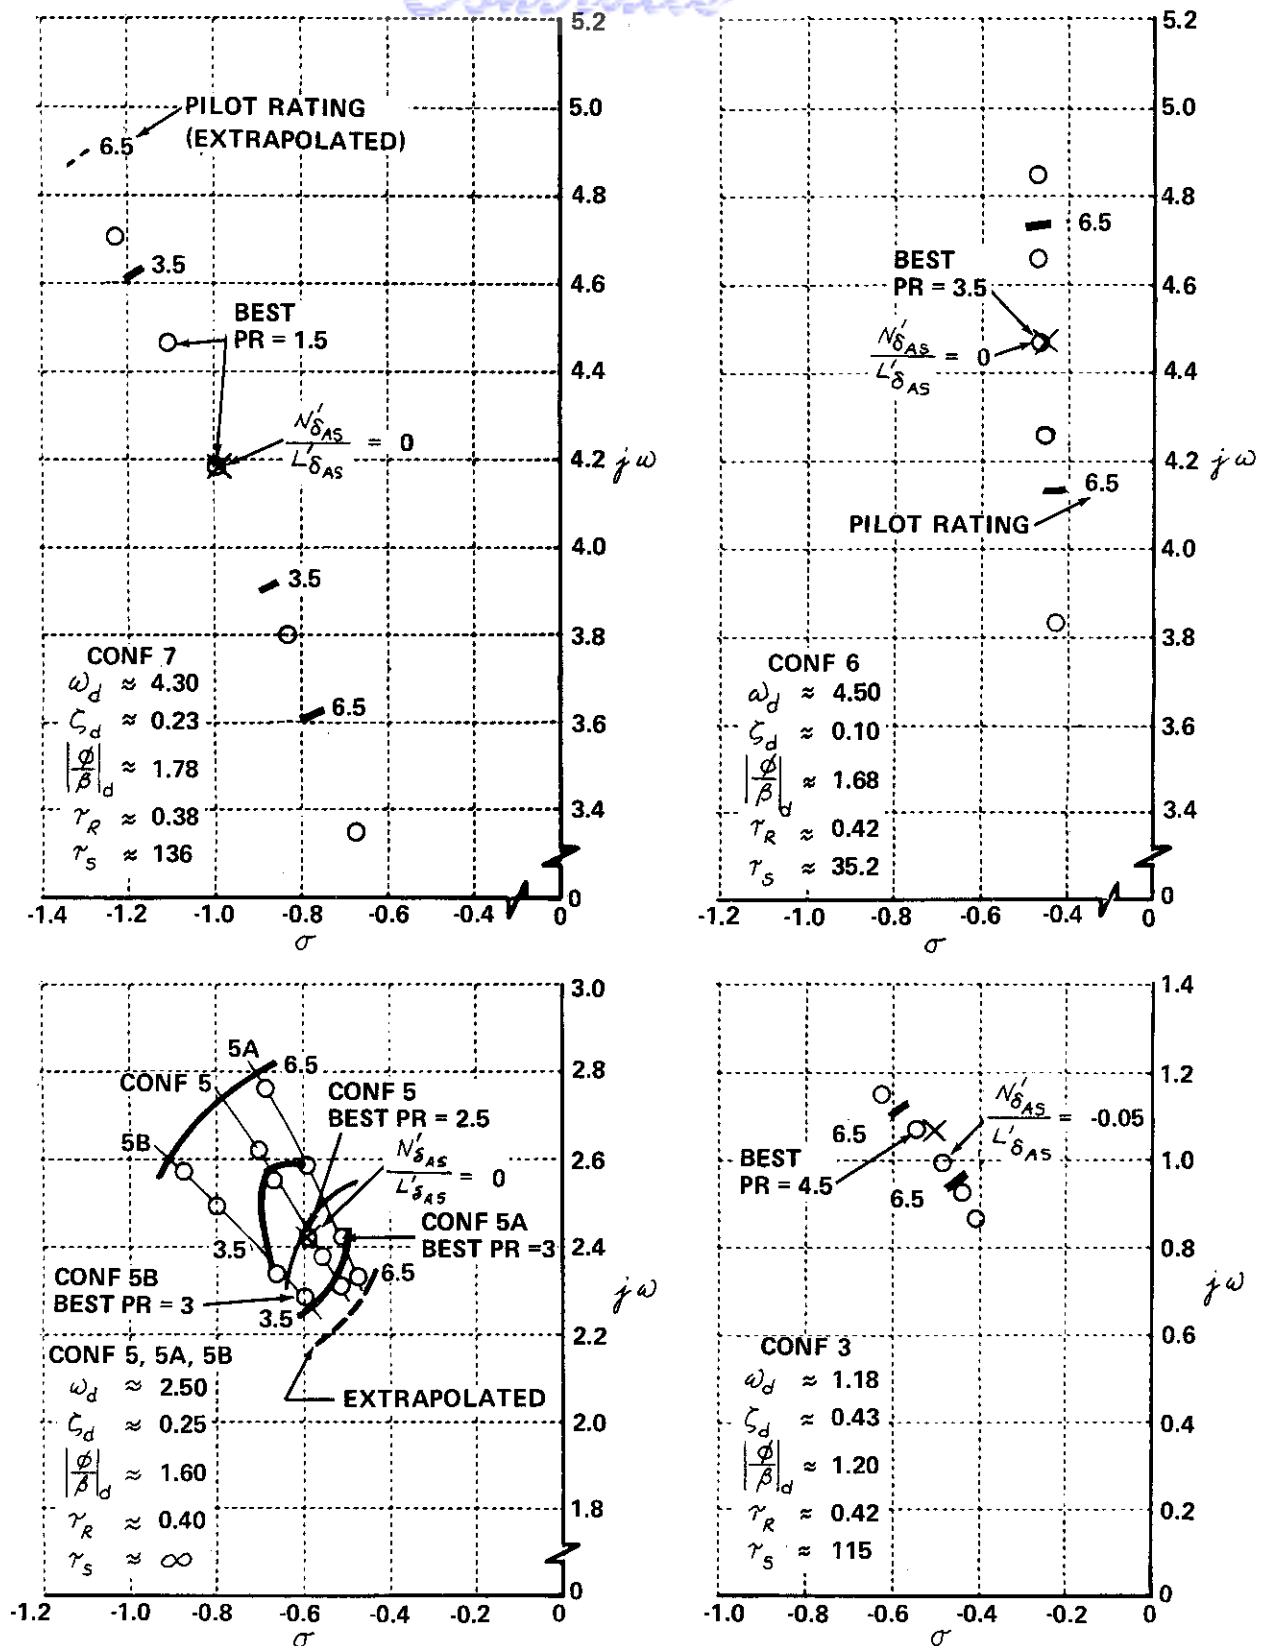 5.2
PILOT RATING
(EXTRAPOLATED)
5.0
6.5
4.8
3.5
4.6
BEST
PR = 1.5
4.4
N'δAS / L'δAS = 0
4.2 jω
4.0
3.5
3.8
CONF 7
ωd ≈ 4.30
6.5
3.6
ζd ≈ 0.23
|φ/β|d ≈ 1.78
3.4
τR ≈ 0.38
τS ≈ 136
0
-1.4 -1.2 -1.0 -0.8 -0.6 -0.4 0
σ
5.2
5.0
4.8
6.5
BEST
PR = 3.5
4.6
N'δAS / L'δAS = 0
4.4
4.2 jω
6.5
PILOT RATING
4.0
3.8
CONF 6
ωd ≈ 4.50
ζd ≈ 0.10
3.6
|φ/β|d ≈ 1.68
3.4
τR ≈ 0.42
τS ≈ 35.2
0
-1.2 -1.0 -0.8 -0.6 -0.4 0
σ
3.0
5A
6.5
2.8
CONF 5
CONF 5
BEST PR = 2.5
5B
N'δAS / L'δAS = 0
2.6
CONF 5A
BEST PR =3
3.5
2.4
6.5
CONF 5B
BEST PR = 3
jω
3.5
2.2
CONF 5, 5A, 5B
ωd ≈ 2.50
EXTRAPOLATED
ζd ≈ 0.25
2.0
|φ/β|d ≈ 1.60
1.8
τR ≈ 0.40
τS ≈ ∞
0
-1.2 -1.0 -0.8 -0.6 -0.4 -0.2 0
σ
1.4
1.2
N'δAS / L'δAS = -0.05
6.5
BEST
PR = 4.5
1.0
6.5
0.8
jω
0.6
CONF 3
ωd ≈ 1.18
ζd ≈ 0.43
0.4
|φ/β|d ≈ 1.20
τR ≈ 0.42
0.2
τS ≈ 115
0
-1.0 -0.8 -0.6 -0.4 -0.2 0
σ